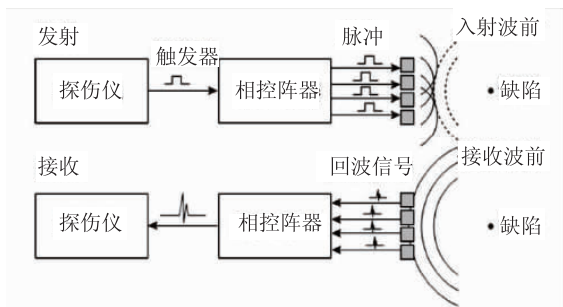 发射
触发器
脉冲
入射波前
探伤仪
相控阵器
缺陷
接收
回波信号
接收波前
探伤仪
相控阵器
缺陷